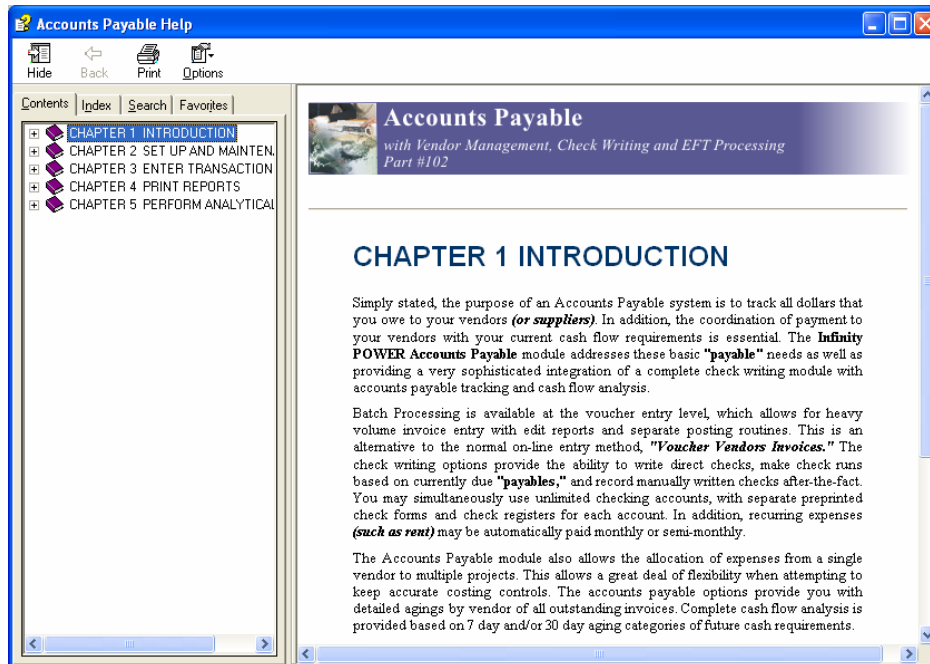 Accounts Payable Help
Hide
Back
Print
Options
Contents
Index
Search
Favorites
CHAPTER 1 INTRODUCTION
CHAPTER 2 SET UP AND MAINTEN
CHAPTER 3 ENTER TRANSACTION
CHAPTER 4 PRINT REPORTS
CHAPTER 5 PERFORM ANALYTICAL
Accounts Payable
with Vendor Management, Check Writing and EFT Processing
Part #102
CHAPTER 1 INTRODUCTION
Simply stated, the purpose of an Accounts Payable system is to track all dollars that
you owe to your vendors (or suppliers). In addition, the coordination of payment to
your vendors with your current cash flow requirements is essential. The Infinity
POWER Accounts Payable module addresses these basic "payable" needs as well as
providing a very sophisticated integration of a complete check writing module with
accounts payable tracking and cash flow analysis.
Batch Processing is available at the voucher entry level, which allows for heavy
volume invoice entry with edit reports and separate posting routines. This is an
alternative to the normal on-line entry method, "Voucher Vendors Invoices." The
check writing options provide the ability to write direct checks, make check runs
based on currently due "payables," and record manually written checks after-the-fact.
You may simultaneously use unlimited checking accounts, with separate preprinted
check forms and check registers for each account. In addition, recurring expenses
(such as rent) may be automatically paid monthly or semi-monthly.
The Accounts Payable module also allows the allocation of expenses from a single
vendor to multiple projects. This allows a great deal of flexibility when attempting to
keep accurate costing controls. The accounts payable options provide you with
detailed agings by vendor of all outstanding invoices. Complete cash flow analysis is
provided based on 7 day and/or 30 day aging categories of future cash requirements.